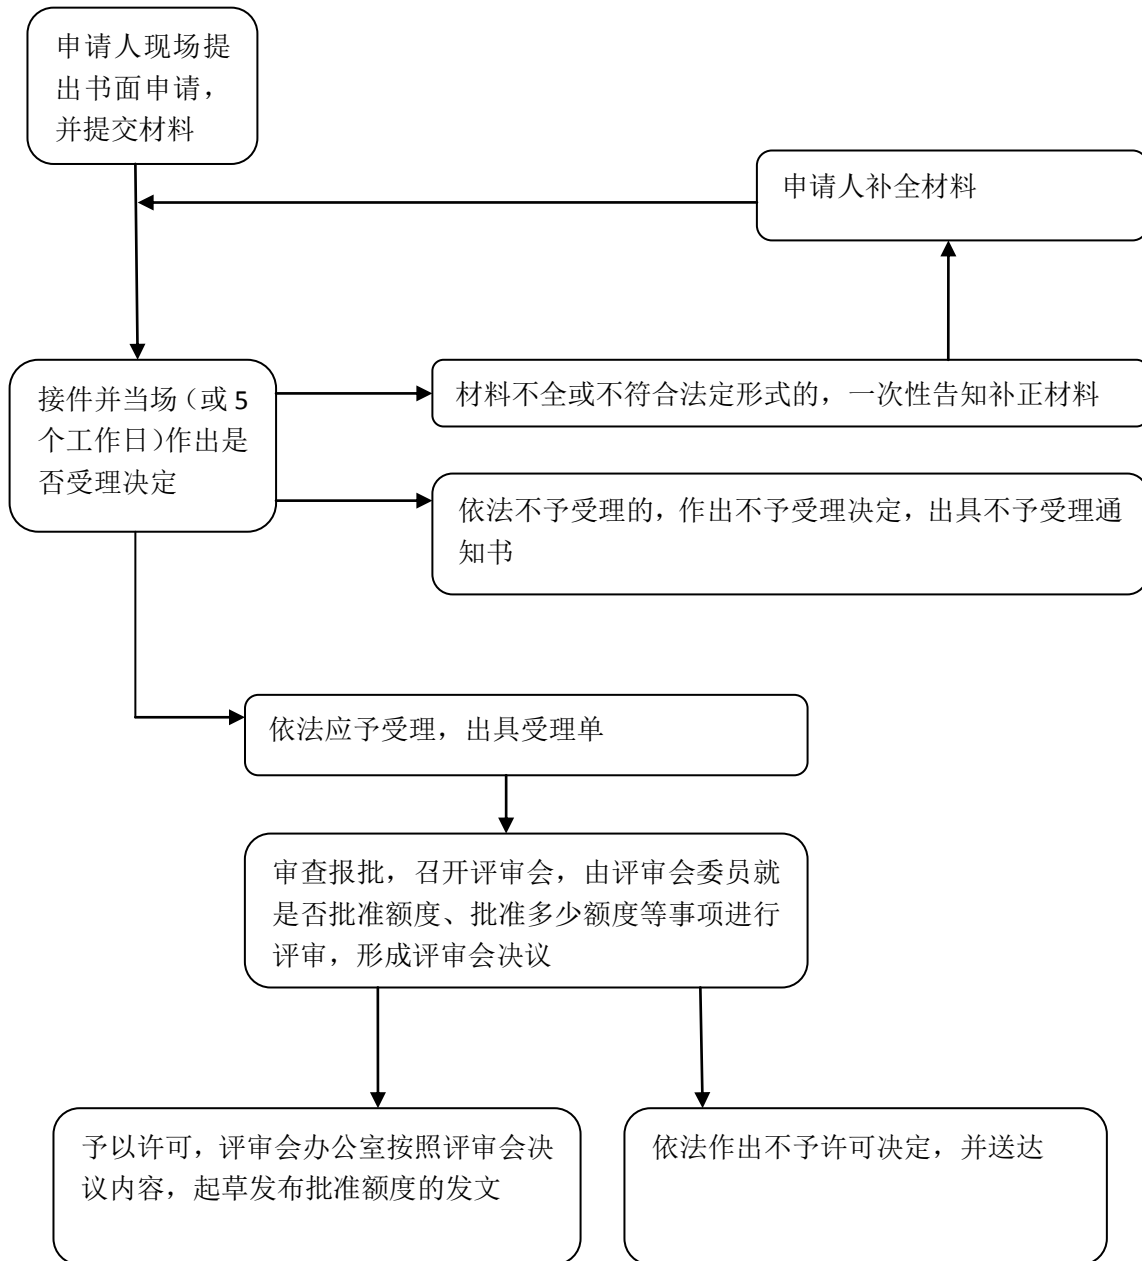 申请人现场提
出书面申请，
并提交材料
申请人补全材料
接件并当场（或 5
个工作日）作出是
否受理决定
材料不全或不符合法定形式的，一次性告知补正材料
依法不予受理的，作出不予受理决定，出具不予受理通
知书
依法应予受理，出具受理单
审查报批，召开评审会，由评审会委员就
是否批准额度、批准多少额度等事项进行
评审，形成评审会决议
予以许可，评审会办公室按照评审会决
议内容，起草发布批准额度的发文
依法作出不予许可决定，并送达